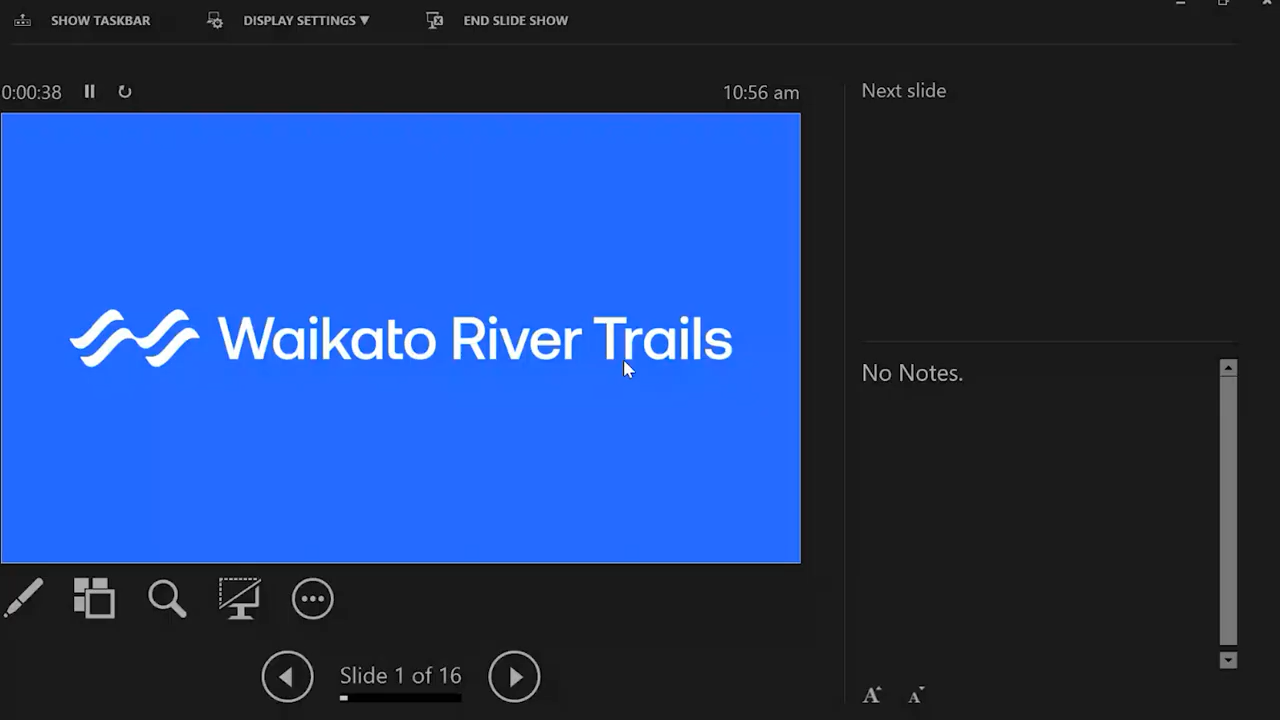 SHOW TASKBAR
DISPLAY SETTINGS ▼
END SLIDE SHOW
0:00:38
10:56 am
Next slide
Waikato River Trails
No Notes.
Slide 1 of 16
A
A